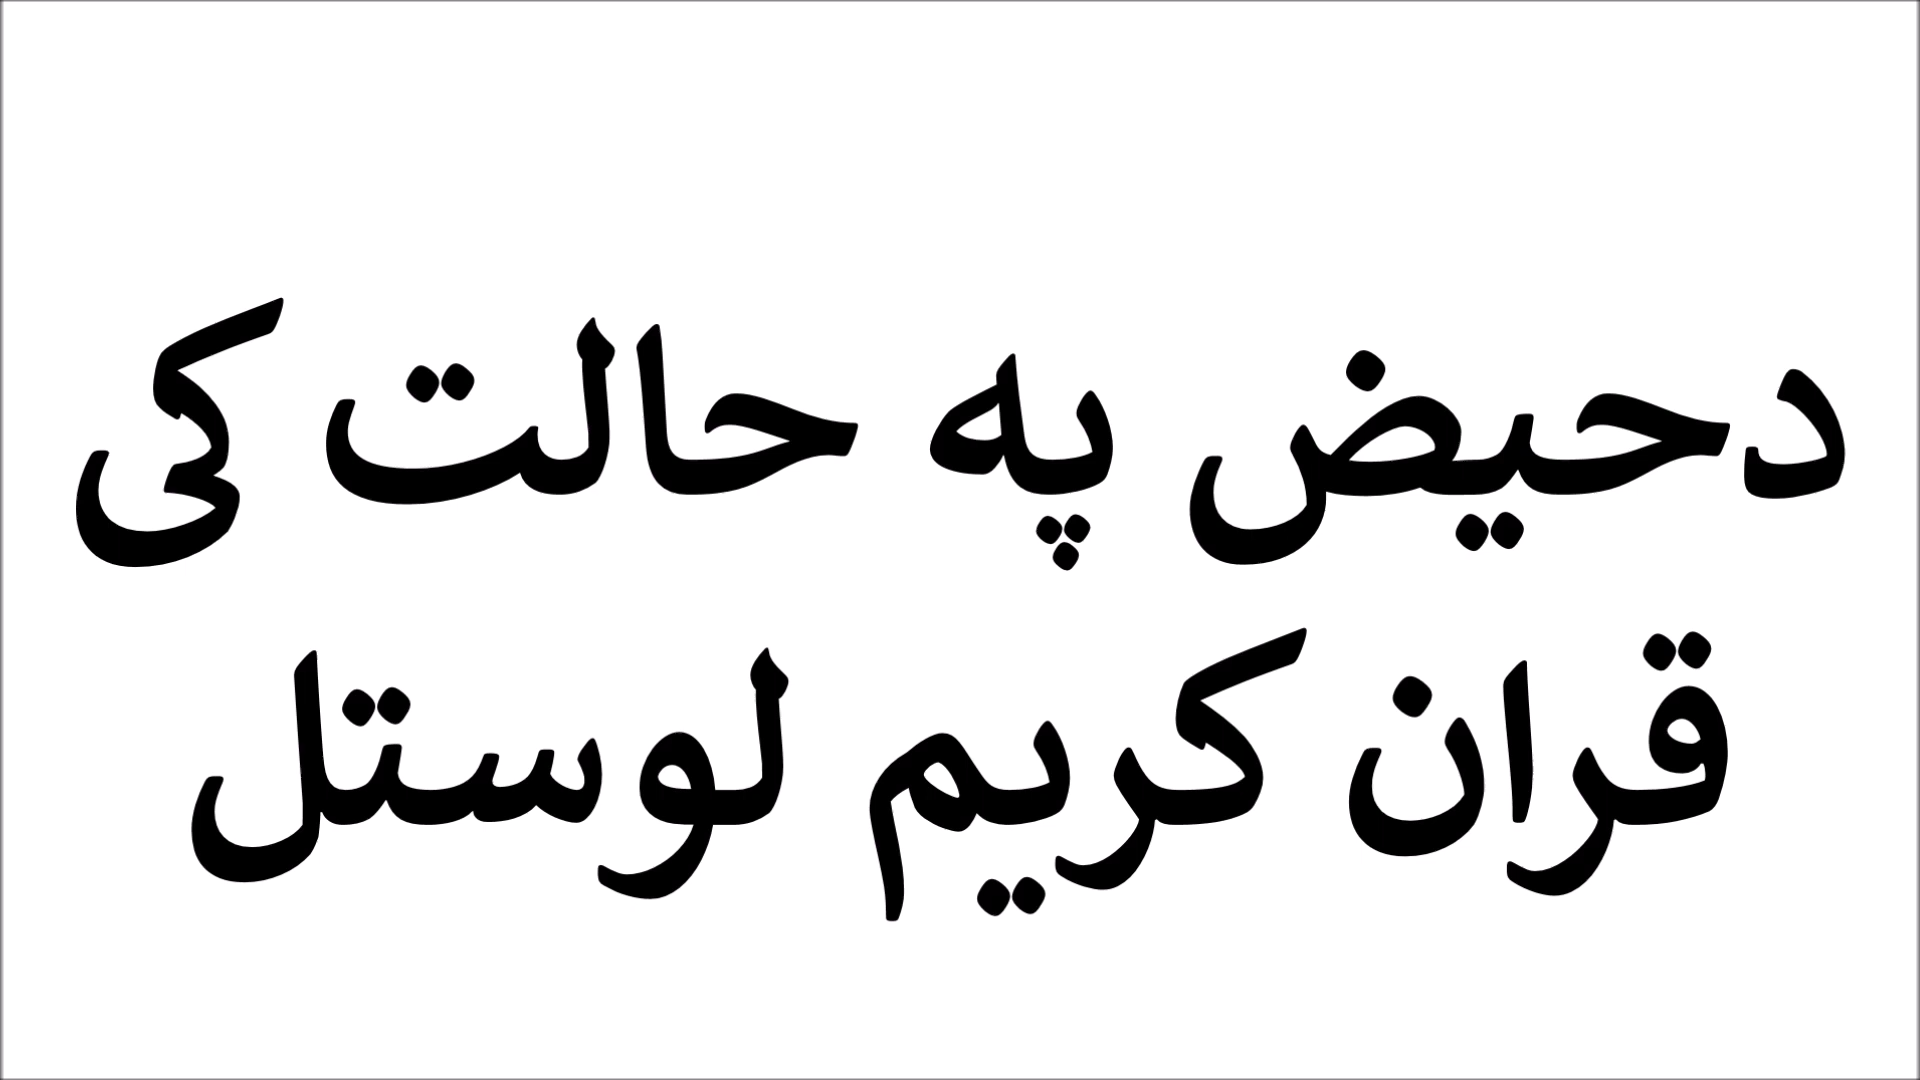 دحیض په حالت کی
قران کریم لوستل